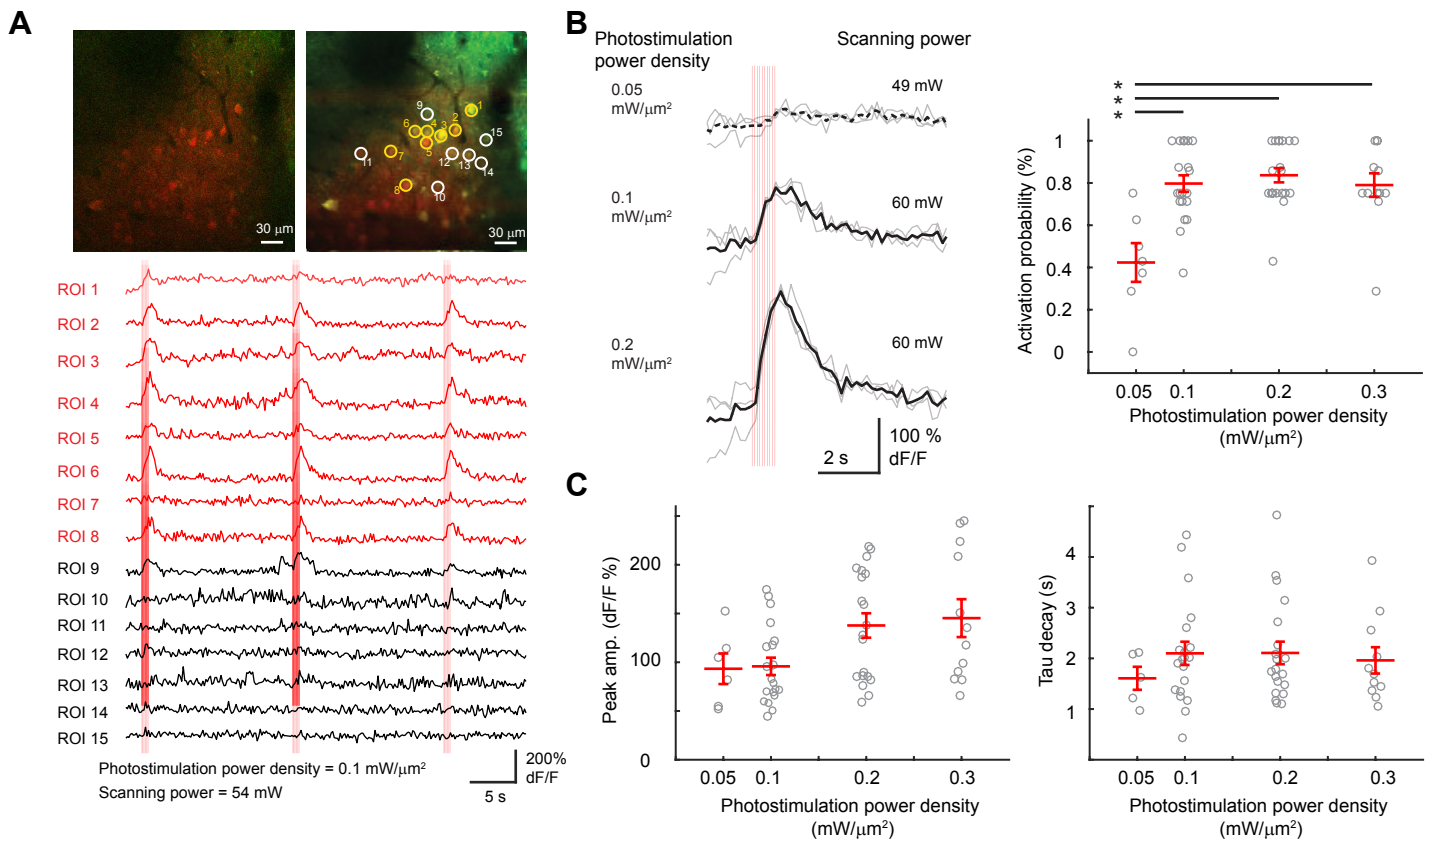 A
30 μm
1
2
3
4
5
6
7
8
9
10
11
12
13
14
15
30 μm
ROI 1
ROI 2
ROI 3
ROI 4
ROI 5
ROI 6
ROI 7
ROI 8
ROI 9
ROI 10
ROI 11
ROI 12
ROI 13
ROI 14
ROI 15
Photostimulation power density = 0.1 mW/μm²
Scanning power = 54 mW
200%
dF/F
5 s
B
Photostimulation
power density
Scanning power
0.05
mW/μm²
49 mW
0.1
mW/μm²
60 mW
0.2
mW/μm²
60 mW
100 %
dF/F
2 s
*
*
*
Activation probability (%)
1
0.8
0.6
0.4
0.2
0
0.05
0.1
0.2
0.3
Photostimulation power density
(mW/μm²)
C
Peak amp. (dF/F %)
200
100
0
0.05
0.1
0.2
0.3
Photostimulation power density
(mW/μm²)
Tau decay (s)
4
3
2
1
0.05
0.1
0.2
0.3
Photostimulation power density
(mW/μm²)